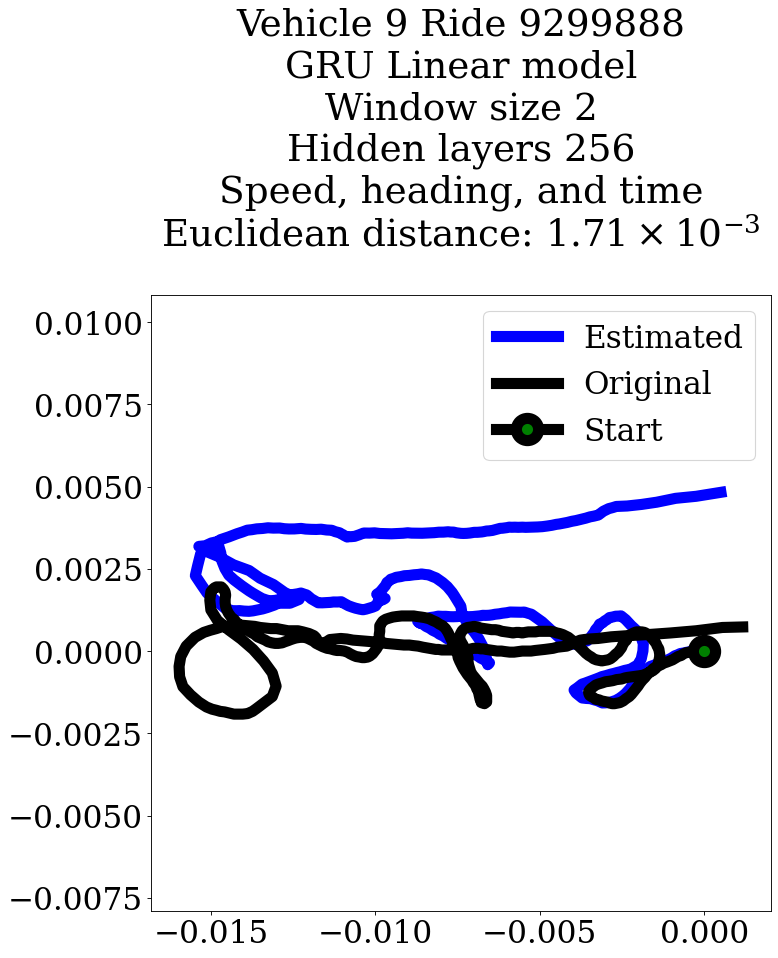 Vehicle 9 Ride 9299888
GRU Linear model
Window size 2
Hidden layers 256
Speed, heading, and time
Euclidean distance: 1.71 × 10⁻³
Estimated
Original
Start
0.0100
0.0075
0.0050
0.0025
0.0000
−0.0025
−0.0050
−0.0075
−0.015 −0.010 −0.005 0.000